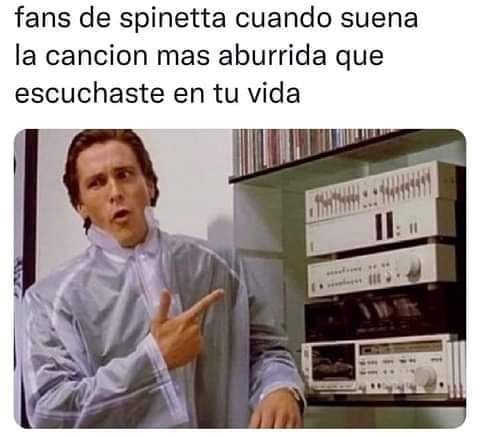 fans de spinetta cuando suena
la cancion mas aburrida que
escuchaste en tu vida